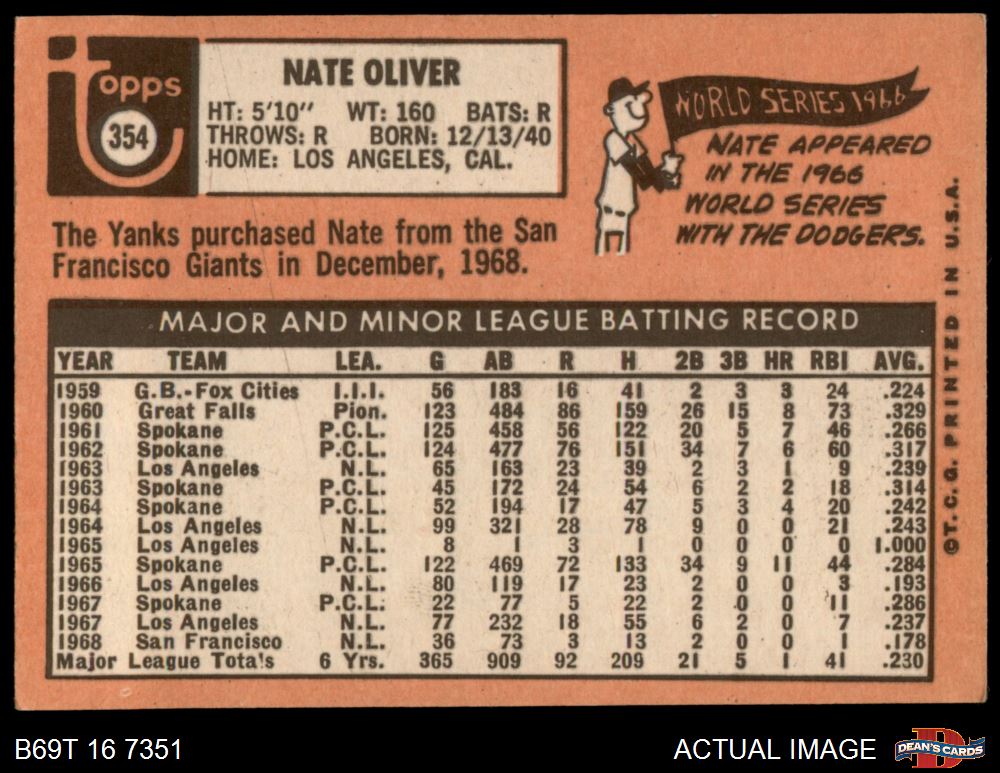 topps
354
NATE OLIVER
HT: 5'10" WT: 160 BATS: R
THROWS: R BORN: 12/13/40
HOME: LOS ANGELES, CAL.
WORLD SERIES 1966
NATE APPEARED
IN THE 1966
WORLD SERIES
WITH THE DODGERS.
The Yanks purchased Nate from the San
Francisco Giants in December, 1968.
MAJOR AND MINOR LEAGUE BATTING RECORD
YEAR TEAM LEA. G AB R H 2B 3B HR RBI AVG.
1959 G.B.-Fox Cities I.I.I. 56 183 16 41 2 3 3 24 .224
1960 Great Falls Pion. 123 484 86 159 26 15 8 73 .329
1961 Spokane P.C.L. 125 458 56 122 20 5 7 46 .266
1962 Spokane P.C.L. 124 477 76 151 34 7 6 60 .317
1963 Los Angeles N.L. 65 163 23 39 2 3 1 9 .239
1963 Spokane P.C.L. 45 172 24 54 6 2 2 18 .314
1964 Spokane P.C.L. 52 194 17 47 5 3 4 20 .242
1964 Los Angeles N.L. 99 321 28 78 9 0 0 21 .243
1965 Los Angeles N.L. 8 1 3 1 0 0 0 0 1.000
1965 Spokane P.C.L. 122 469 72 133 34 9 11 44 .284
1966 Los Angeles N.L. 80 119 17 23 2 0 0 3 .193
1967 Spokane P.C.L. 22 77 5 22 2 0 0 11 .286
1967 Los Angeles N.L. 77 232 18 55 6 2 0 7 .237
1968 San Francisco N.L. 36 73 3 13 2 0 0 1 .178
Major League Totals 6 Yrs. 365 909 92 209 21 5 1 41 .230
©T.C.G. PRINTED IN U.S.A.
B69T 16 7351
ACTUAL IMAGE
D
DEAN'S CARDS